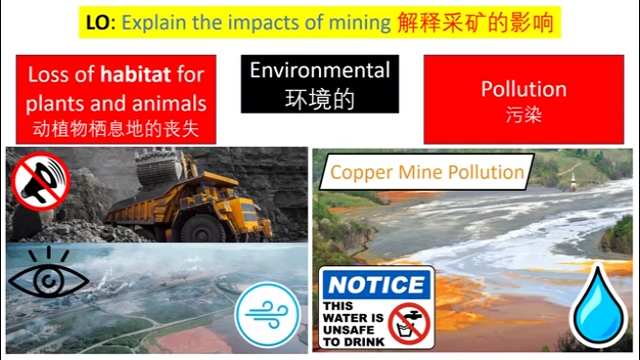 LO: Explain the impacts of mining 解释采矿的影响
Loss of habitat for
plants and animals
动植物栖息地的丧失
Environmental
环境的
Pollution
污染
Copper Mine Pollution
NOTICE
THIS
WATER IS
UNSAFE
TO DRINK